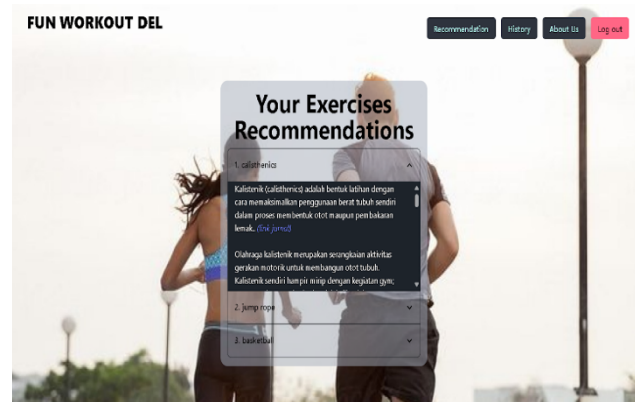 FUN WORKOUT DEL
Recommendation
History
About Us
Log out
Your Exercises
Recommendations
1. calisthenics
Kalistenik (calisthenics) adalah bentuk latihan dengan
cara memaksimalkan penggunaan berat tubuh sendiri
dalam proses membentuk otot maupun pembakaran
lemak. (link jurnal)
Olahraga kalistenik merupakan serangkaian aktivitas
gerakan motorik untuk membangun otot tubuh.
Kalistenik sendiri hampir mirip dengan kegiatan gym;
2. jump rope
3. basketball